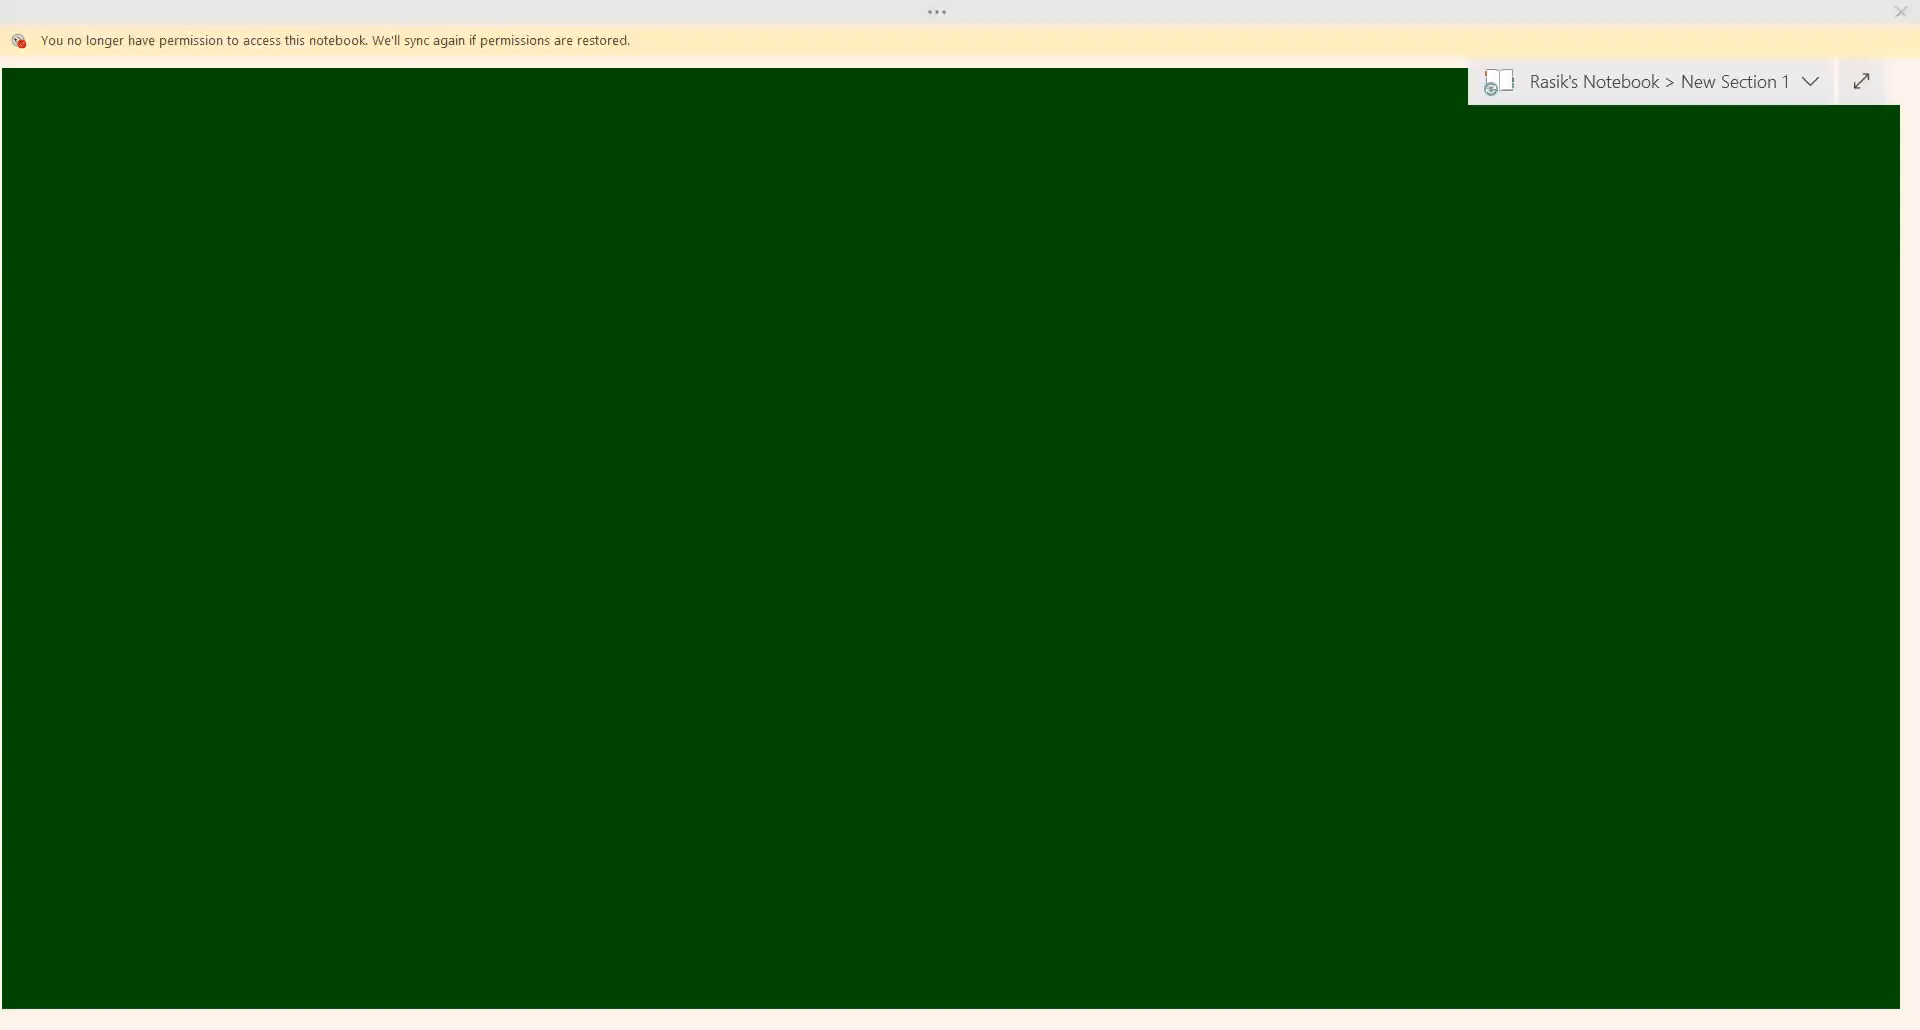 You no longer have permission to access this notebook. We'll sync again if permissions are restored.
Rasik's Notebook > New Section 1